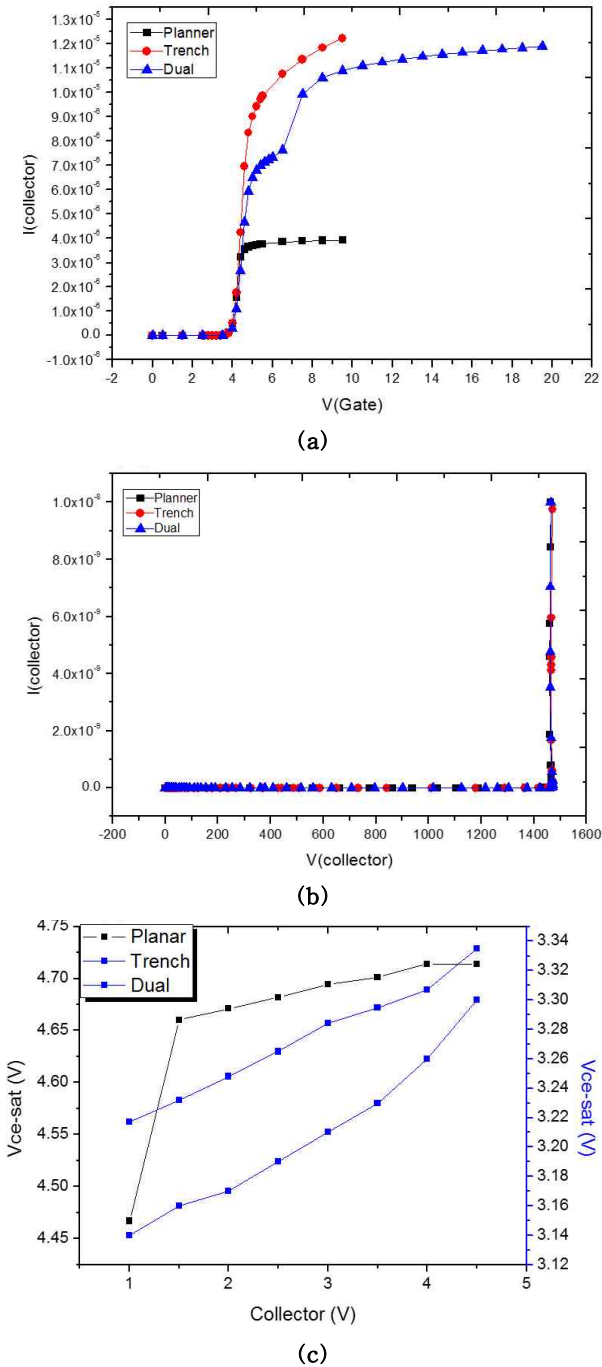 1.3x10⁻⁵
1.2x10⁻⁵
1.1x10⁻⁵
1.0x10⁻⁵
9.0x10⁻⁶
8.0x10⁻⁶
7.0x10⁻⁶
6.0x10⁻⁶
5.0x10⁻⁶
4.0x10⁻⁶
3.0x10⁻⁶
2.0x10⁻⁶
1.0x10⁻⁶
0.0
-1.0x10⁻⁶
I(collector)
Planner
Trench
Dual
-2 0 2 4 6 8 10 12 14 16 18 20 22
V(Gate)
(a)
1.0x10⁻⁸
8.0x10⁻⁹
6.0x10⁻⁹
4.0x10⁻⁹
2.0x10⁻⁹
0.0
I(collector)
Planner
Trench
Dual
-200 0 200 400 600 800 1000 1200 1400 1600
V(collector)
(b)
4.75
4.70
4.65
4.60
4.55
4.50
4.45
Vce-sat (V)
Planar
Trench
Dual
3.34
3.32
3.30
3.28
3.26
3.24
3.22
3.20
3.18
3.16
3.14
3.12
Vce-sat (V)
1 2 3 4 5
Collector (V)
(c)